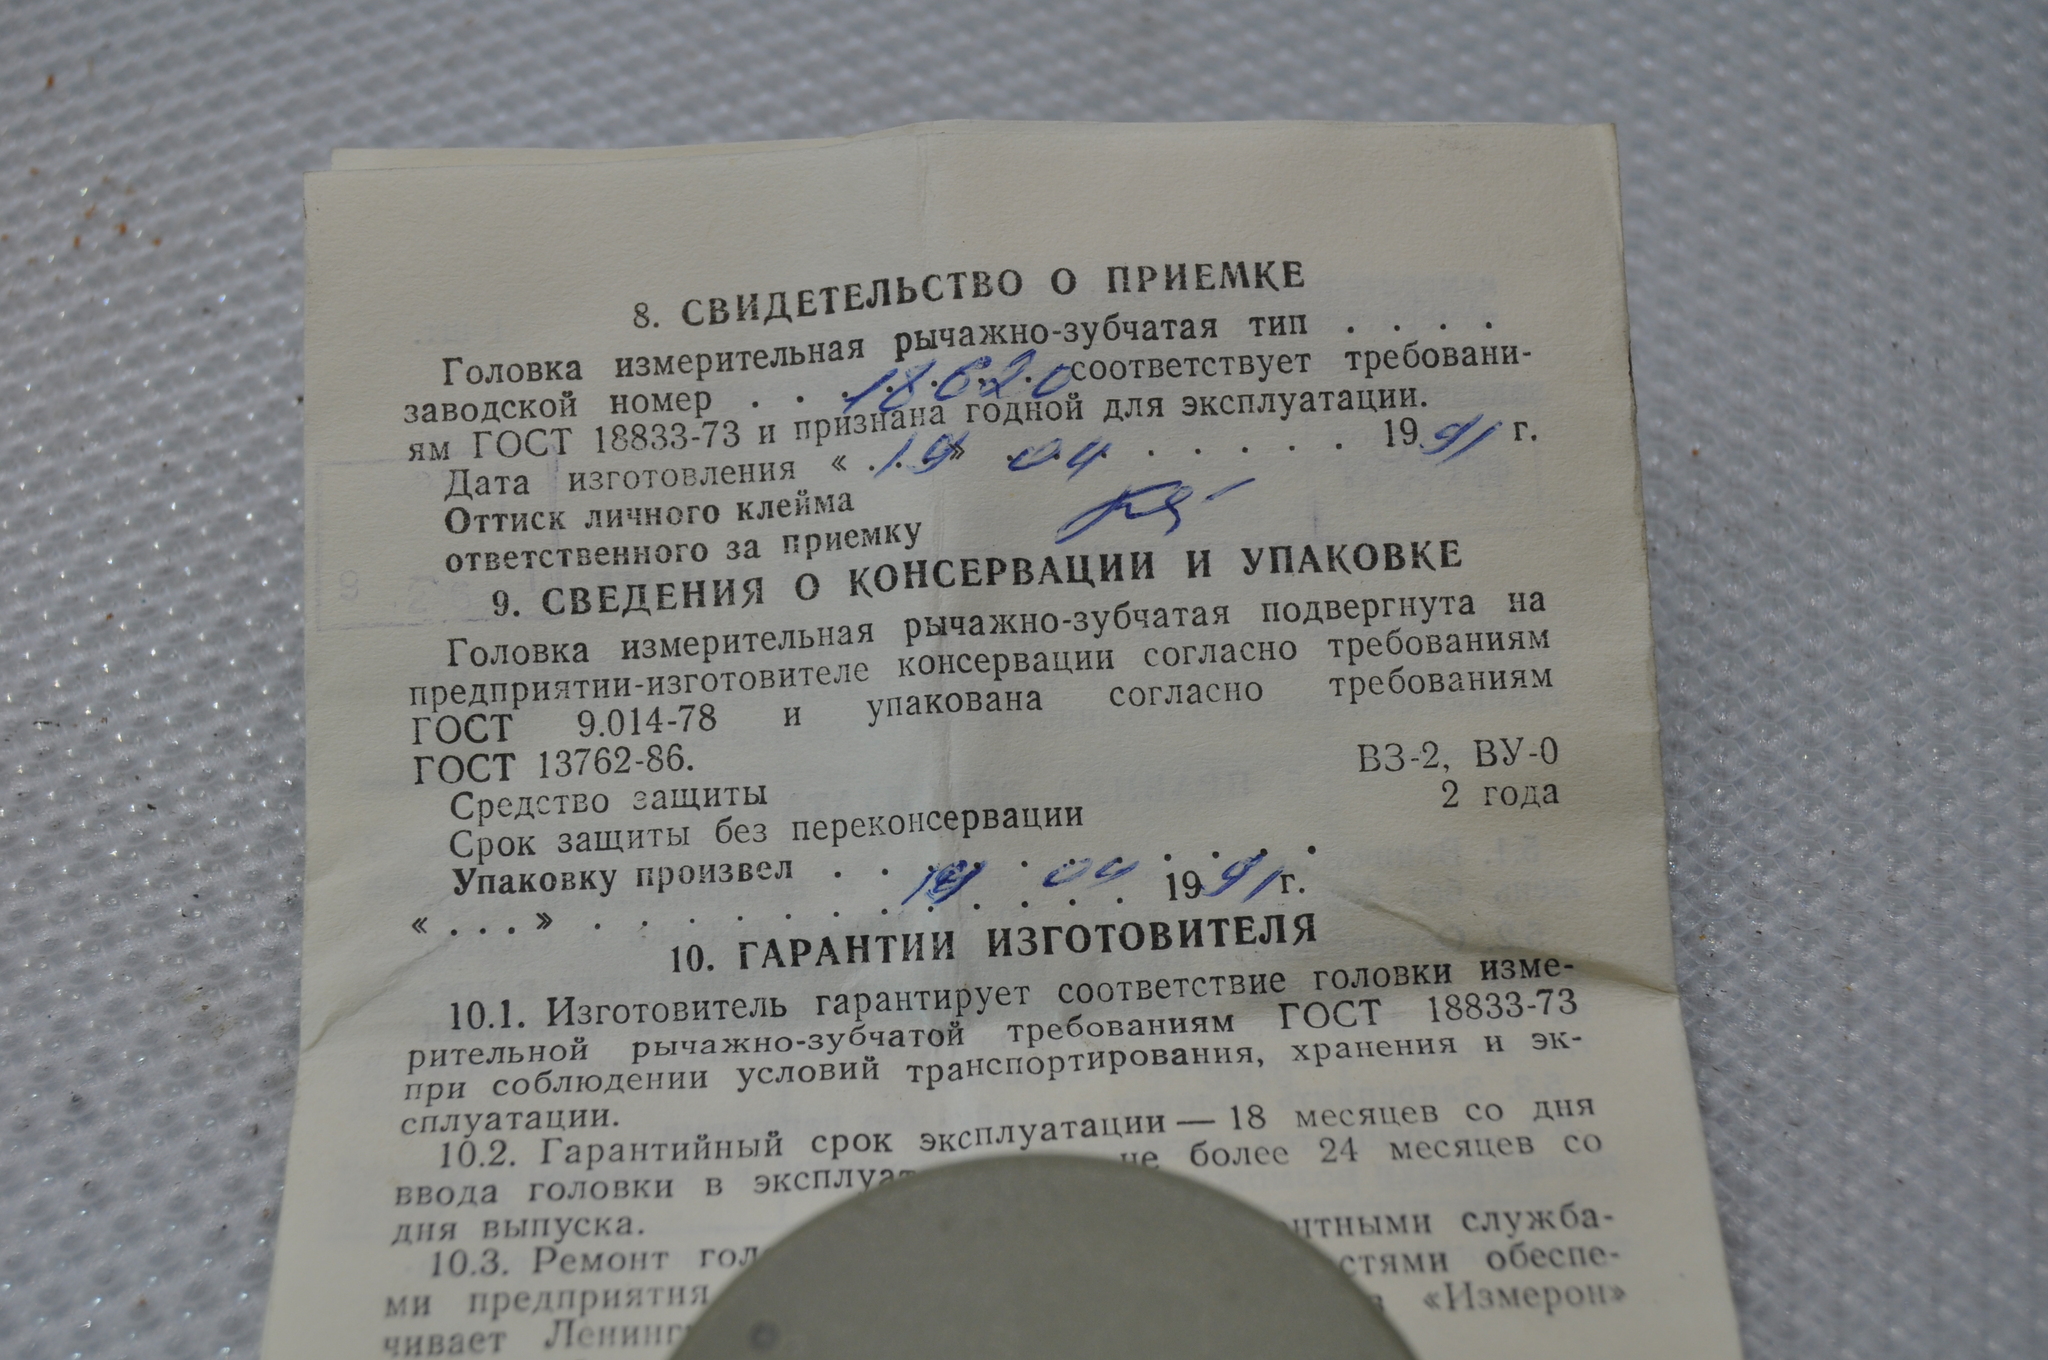 8. СВИДЕТЕЛЬСТВО О ПРИЕМКЕ
Головка измерительная рычажно-зубчатая тип . . . .
заводской номер . . . 18620 соответствует требовани-
ям ГОСТ 18833-73 и признана годной для эксплуатации.
Дата изготовления « . 19 » 04 . . . . . 1991 г.
Оттиск личного клейма
ответственного за приемку
9. СВЕДЕНИЯ О КОНСЕРВАЦИИ И УПАКОВКЕ
Головка измерительная рычажно-зубчатая подвергнута на
предприятии-изготовителе консервации согласно требованиям
ГОСТ 9.014-78 и упакована согласно требованиям
ГОСТ 13762-86.
Средство защиты ВЗ-2, ВУ-0
Срок защиты без переконсервации 2 года
Упаковку произвел . . . . . . . . .
« . . . » . . . . . . . . . . . . 19 04 1991 г.
10. ГАРАНТИИ ИЗГОТОВИТЕЛЯ
10.1. Изготовитель гарантирует соответствие головки изме-
рительной рычажно-зубчатой требованиям ГОСТ 18833-73
при соблюдении условий транспортирования, хранения и эк-
сплуатации.
10.2. Гарантийный срок эксплуатации — 18 месяцев со дня
ввода головки в эксплуат не более 24 месяцев со
дня выпуска.
10.3. Ремонт гол нтными служба-
ми предприятия стями обеспе-
чивает Ленинг «Измерон»